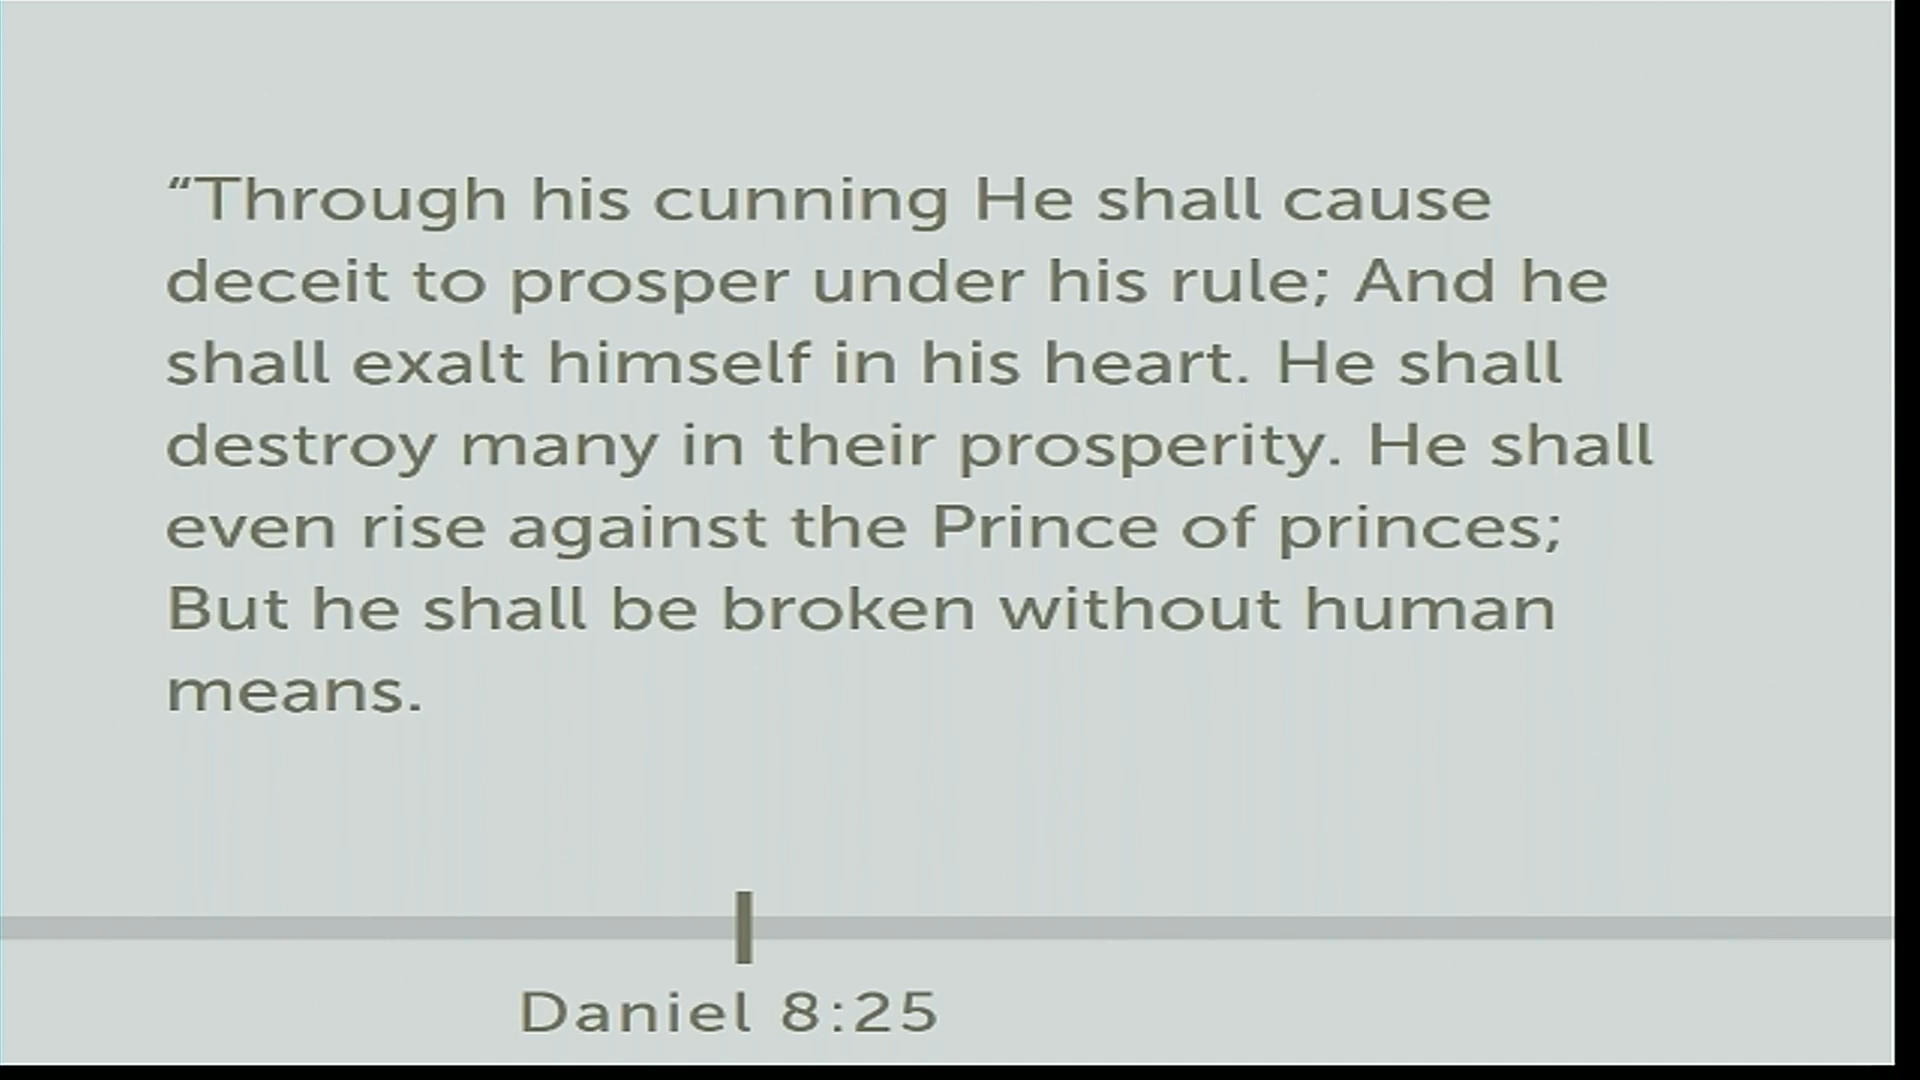 “Through his cunning He shall cause
deceit to prosper under his rule; And he
shall exalt himself in his heart. He shall
destroy many in their prosperity. He shall
even rise against the Prince of princes;
But he shall be broken without human
means.
Daniel 8:25